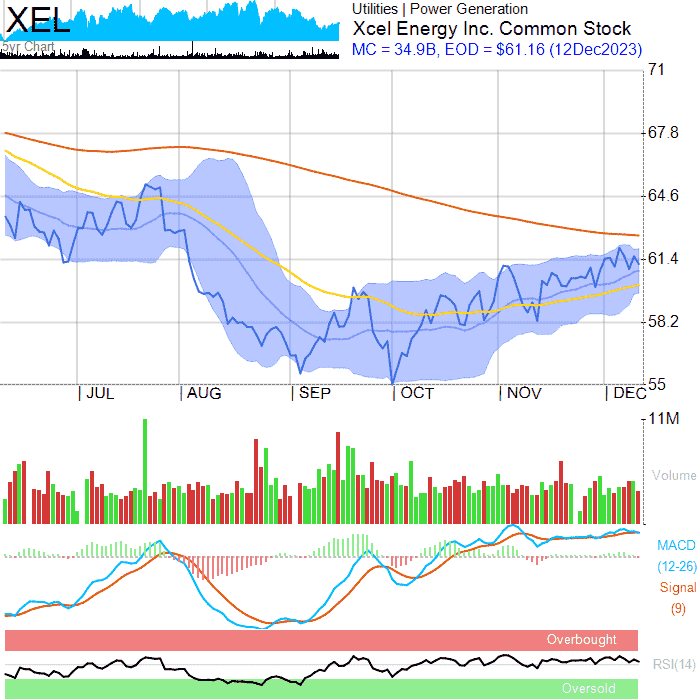 XEL
5yr Chart
Utilities | Power Generation
Xcel Energy Inc. Common Stock
MC = 34.9B, EOD = $61.16 (12Dec2023)
71
67.8
64.6
61.4
58.2
55
JUL
AUG
SEP
OCT
NOV
DEC
11M
Volume
MACD
(12-26)
Signal
(9)
Overbought
RSI(14)
Oversold